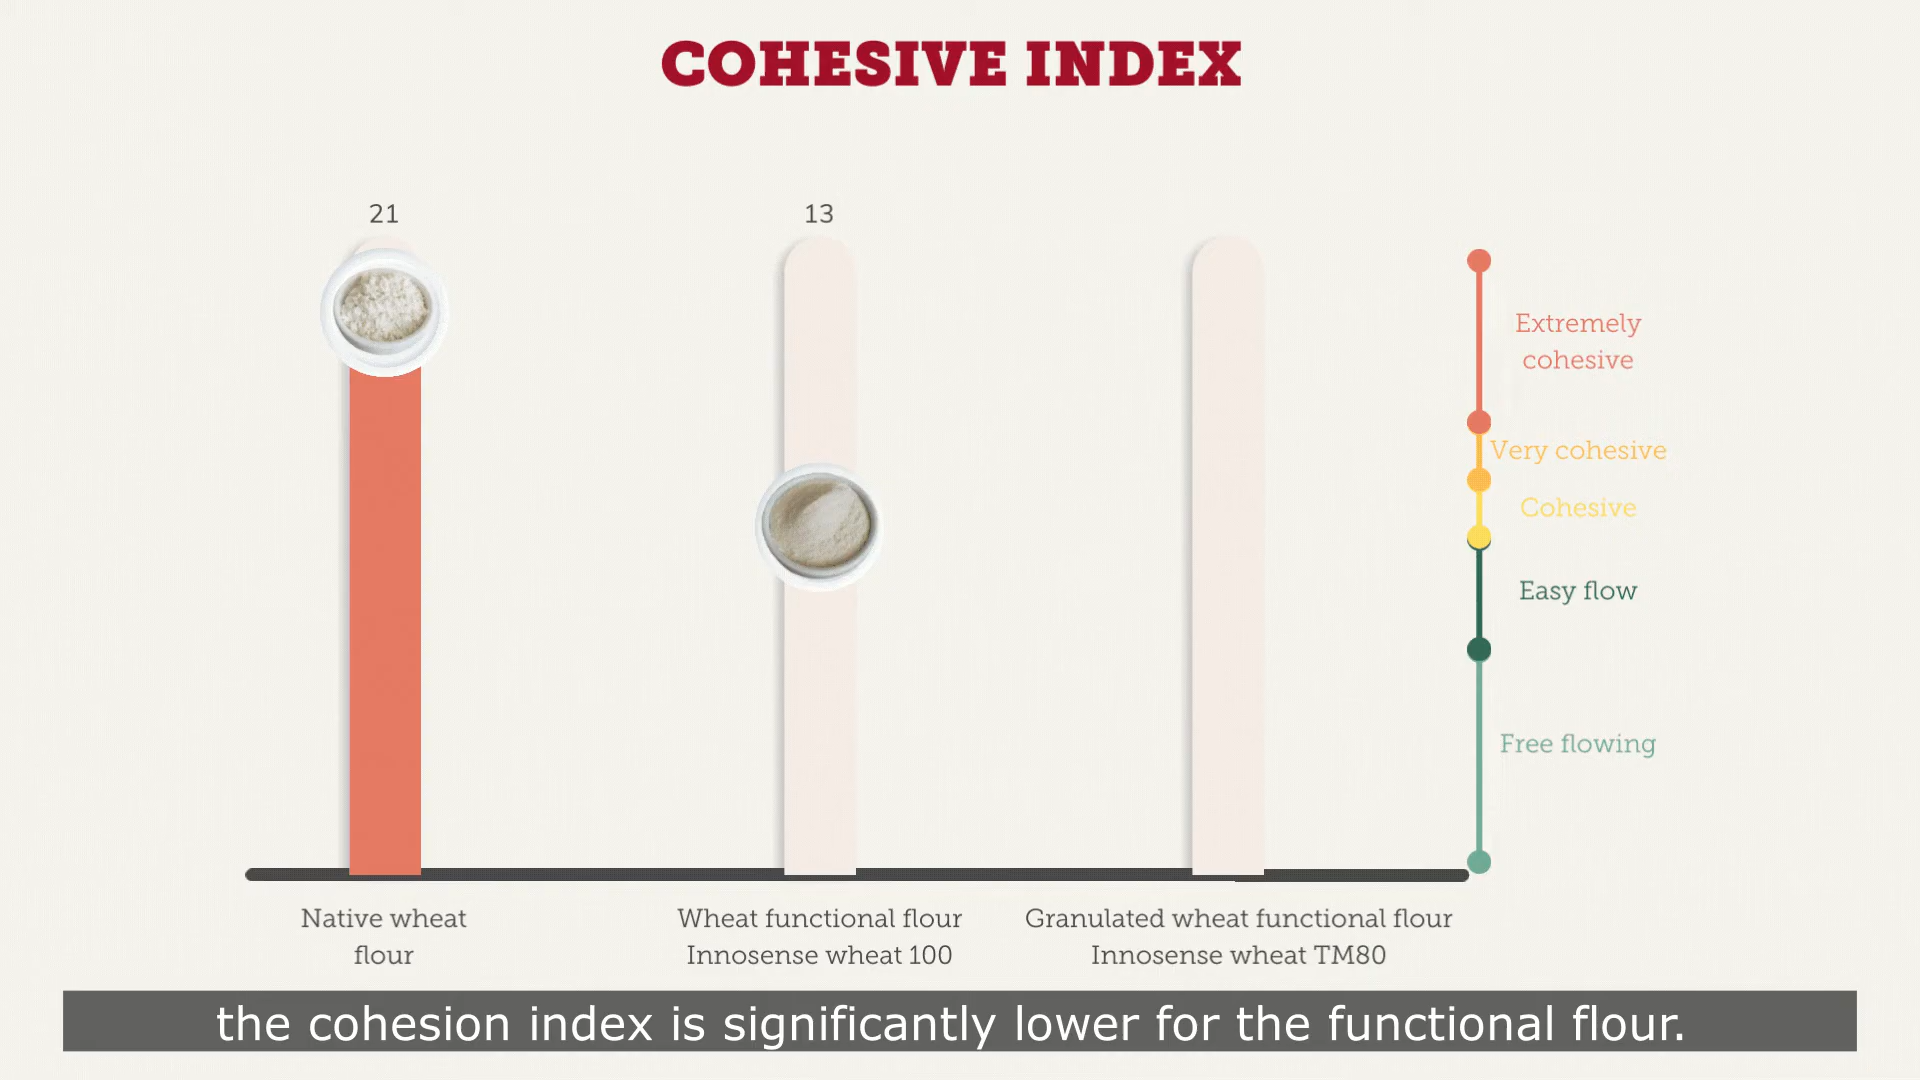 COHESIVE INDEX
21
13
Extremely
cohesive
Very cohesive
Cohesive
Easy flow
Free flowing
Native wheat
flour
Wheat functional flour
Innosense wheat 100
Granulated wheat functional flour
Innosense wheat TM80
the cohesion index is significantly lower for the functional flour.